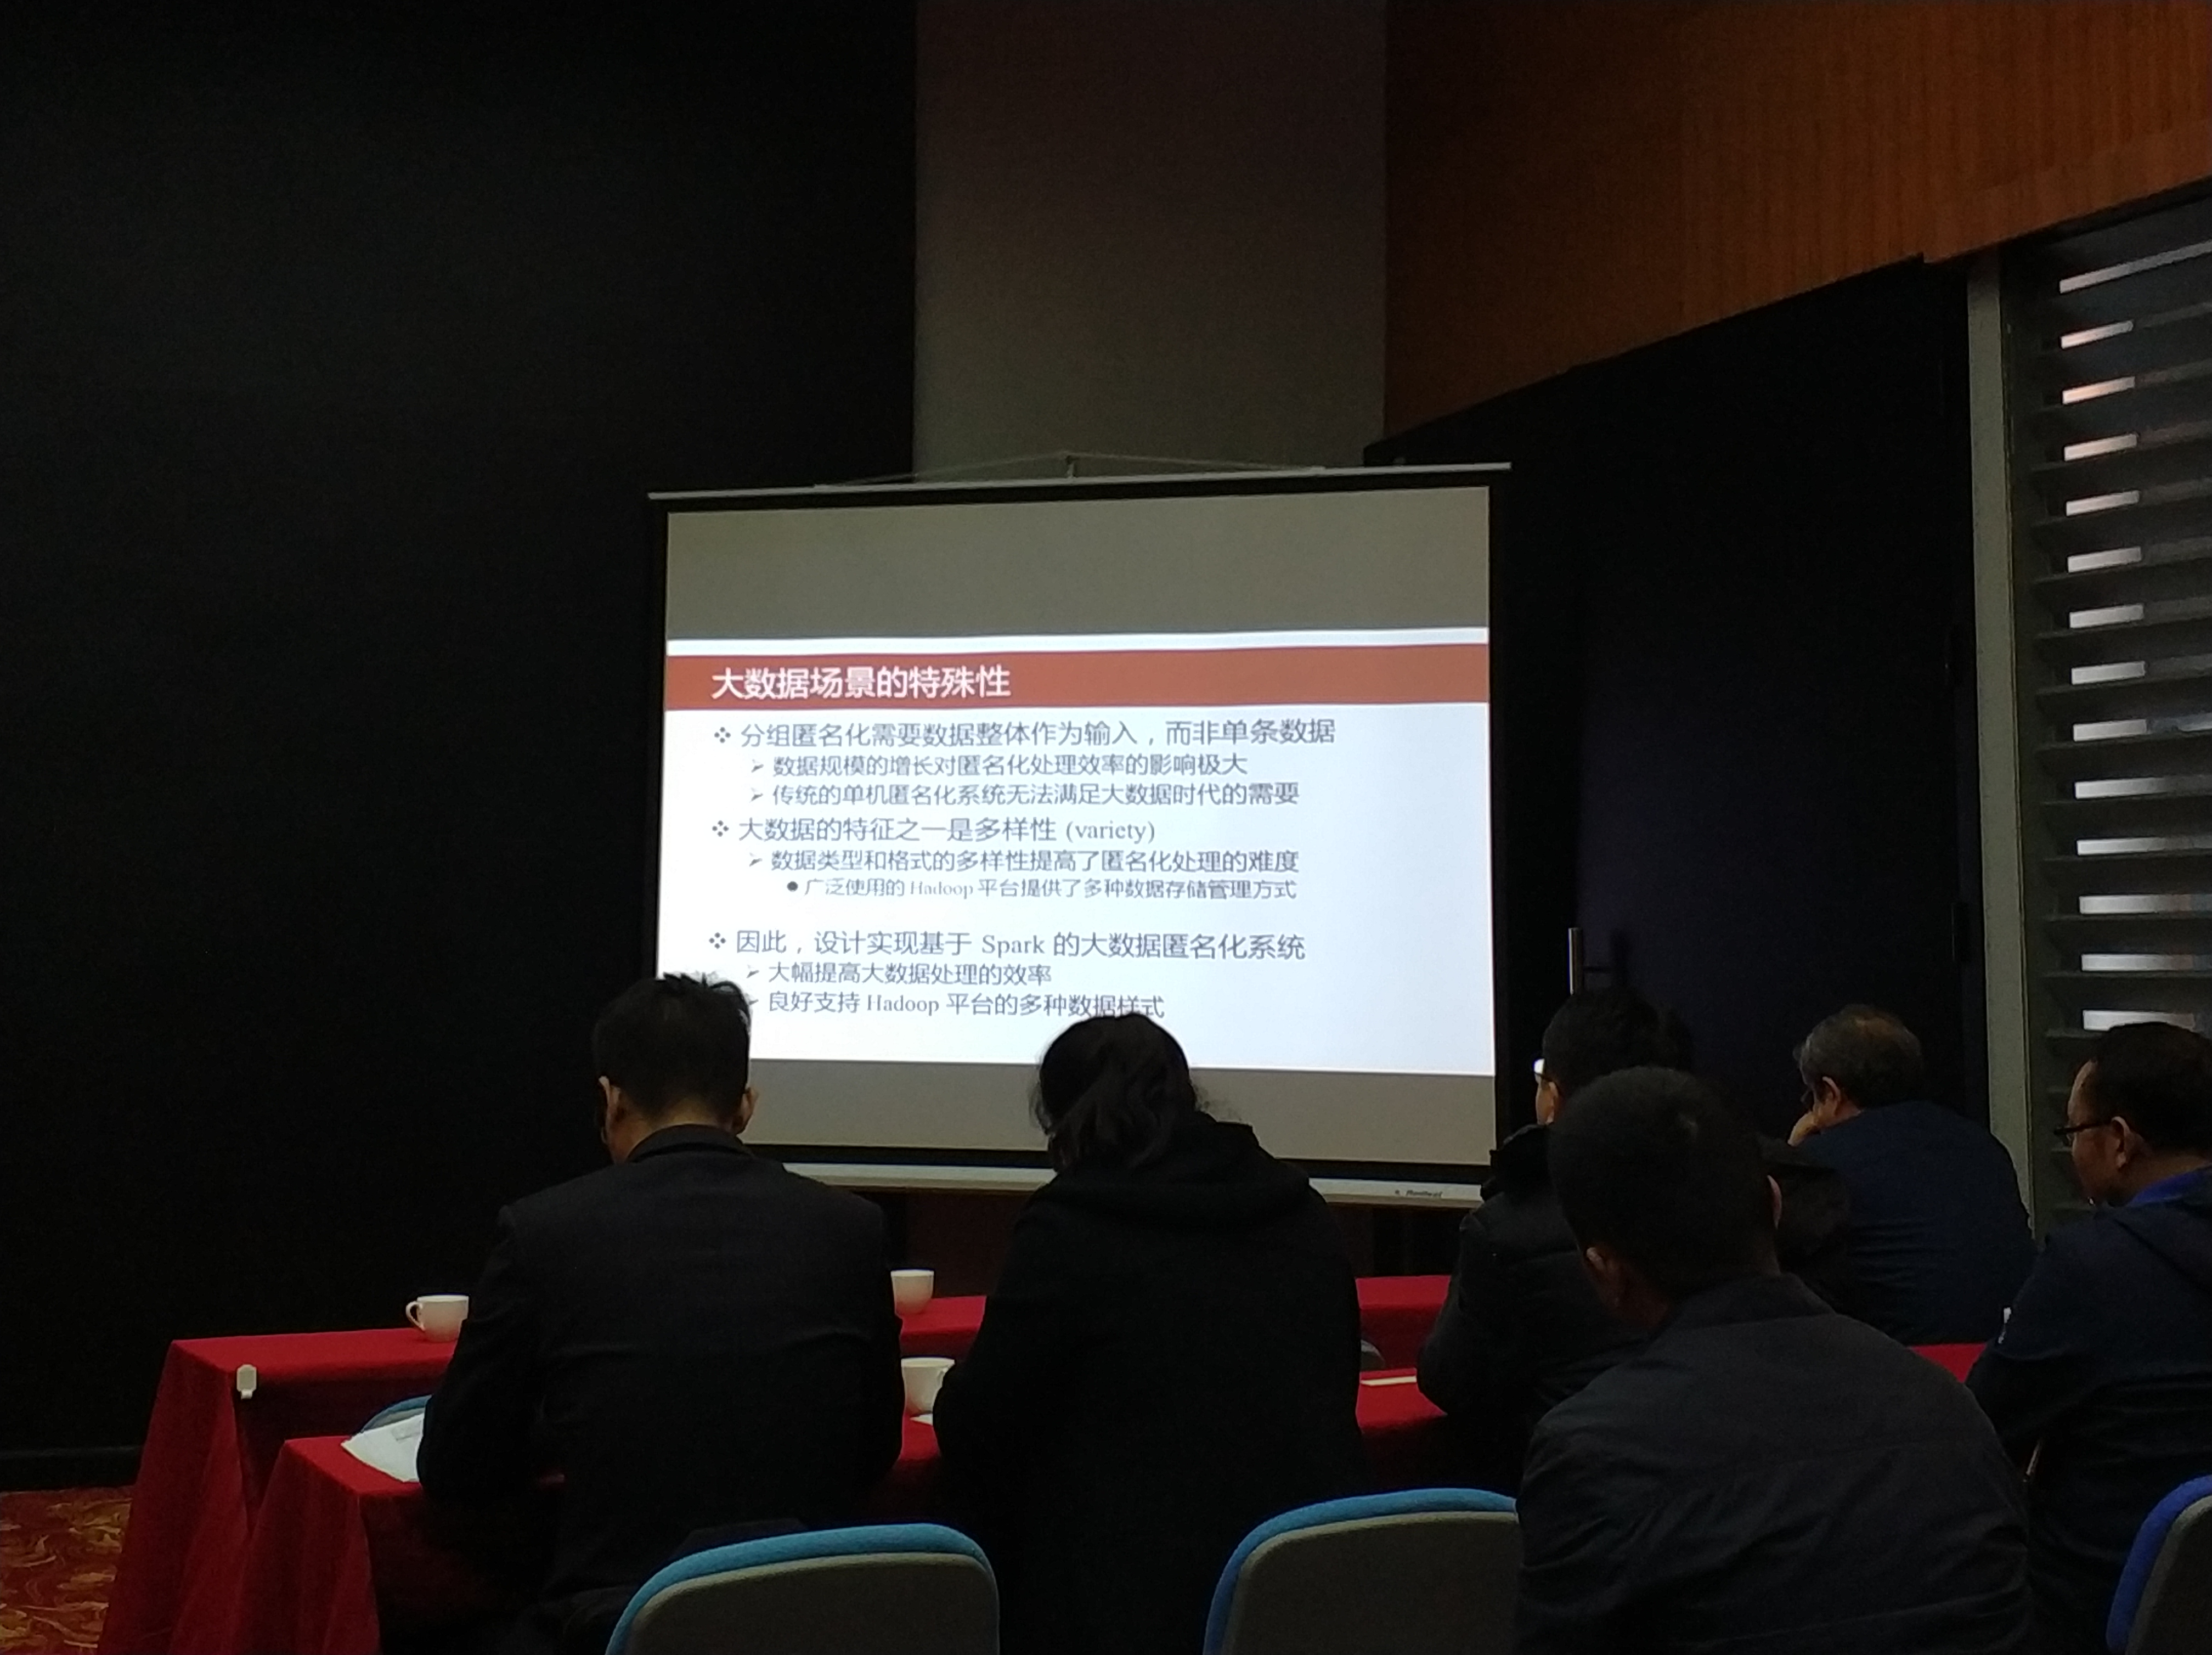 大数据场景的特殊性
分组匿名化需要数据整体作为输入，而非单条数据
数据规模的增长对匿名化处理效率的影响极大
传统的单机匿名化系统无法满足大数据时代的需要
大数据的特征之一是多样性 (variety)
数据类型和格式的多样性提高了匿名化处理的难度
广泛使用的 Hadoop 平台提供了多种数据存储管理方式
因此，设计实现基于 Spark 的大数据匿名化系统
大幅提高大数据处理的效率
良好支持 Hadoop 平台的多种数据样式